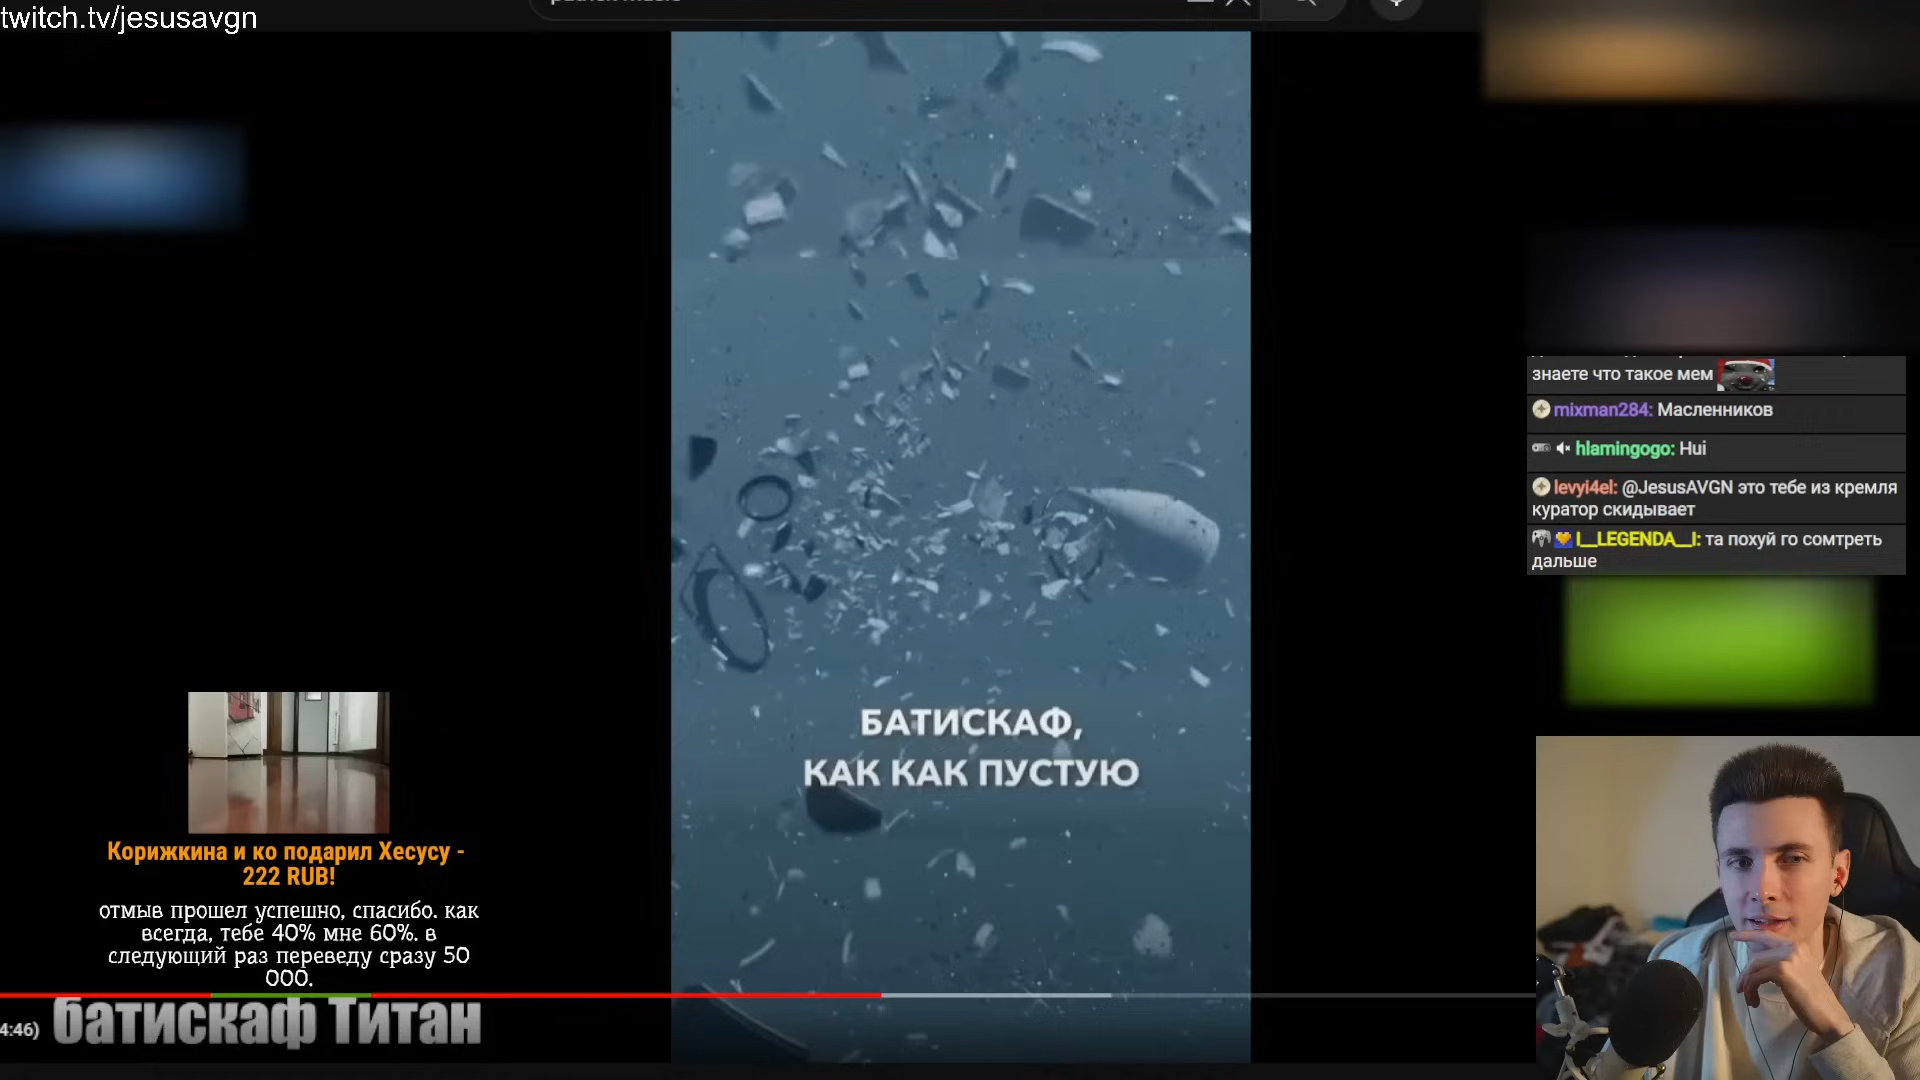 twitch.tv/jesusavgn
знаете что такое мем
mixman284: Масленников
hlamingogo: Hui
levyi4el: @JesusAVGN это тебе из кремля
куратор скидывает
I__LEGENDA__I: та похуй го сомтреть
дальше
БАТИСКАФ,
КАК КАК ПУСТУЮ
Корижкина и ко подарил Хесусу -
222 RUB!
отмыв прошел успешно, спасибо. как
всегда, тебе 40% мне 60%. в
следующий раз переведу сразу 50
000.
4:46)
батискаф Титан